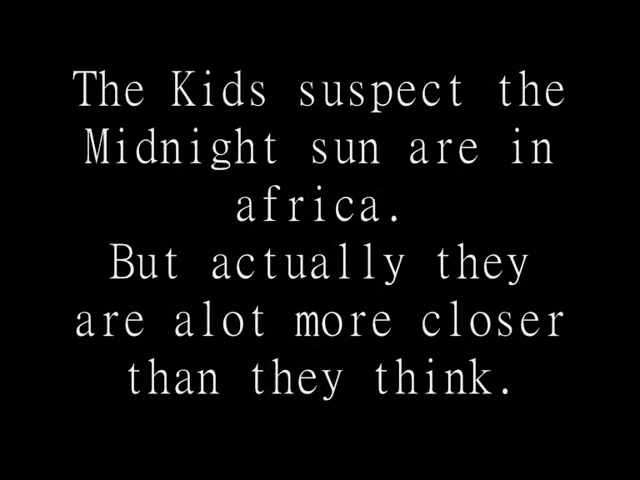 The Kids suspect the
Midnight sun are in
africa.
But actually they
are alot more closer
than they think.